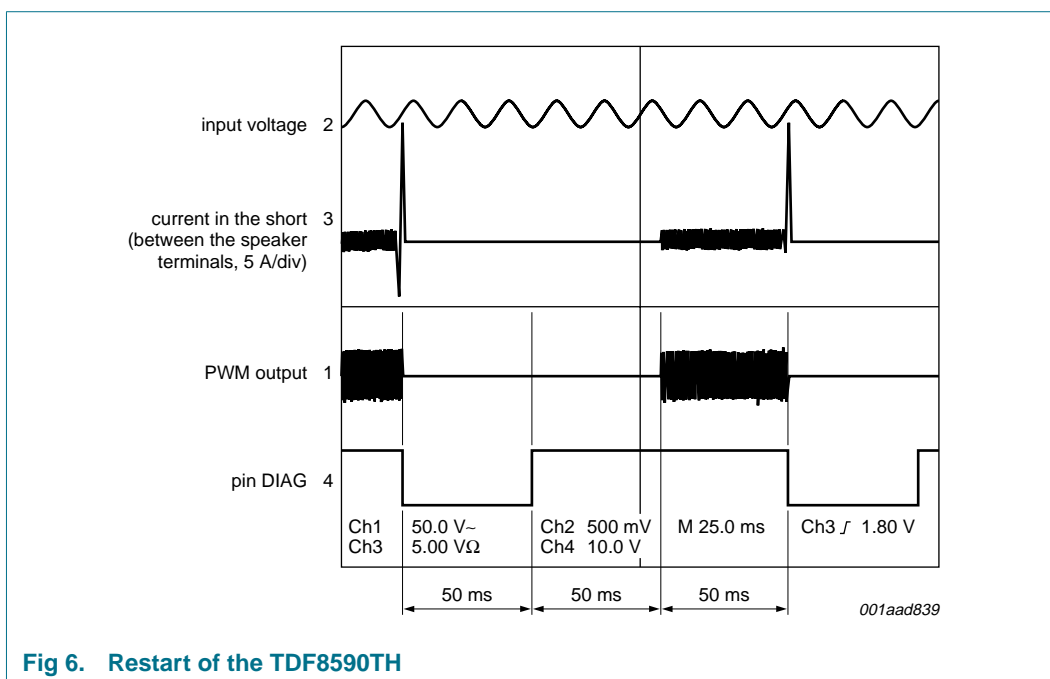 input voltage 2
current in the short 3
(between the speaker
terminals, 5 A/div)
PWM output 1
pin DIAG 4
Ch1 50.0 V~ Ch2 500 mV M 25.0 ms Ch3 ∫ 1.80 V
Ch3 5.00 VΩ Ch4 10.0 V
50 ms 50 ms 50 ms
001aad839
Fig 6. Restart of the TDF8590TH